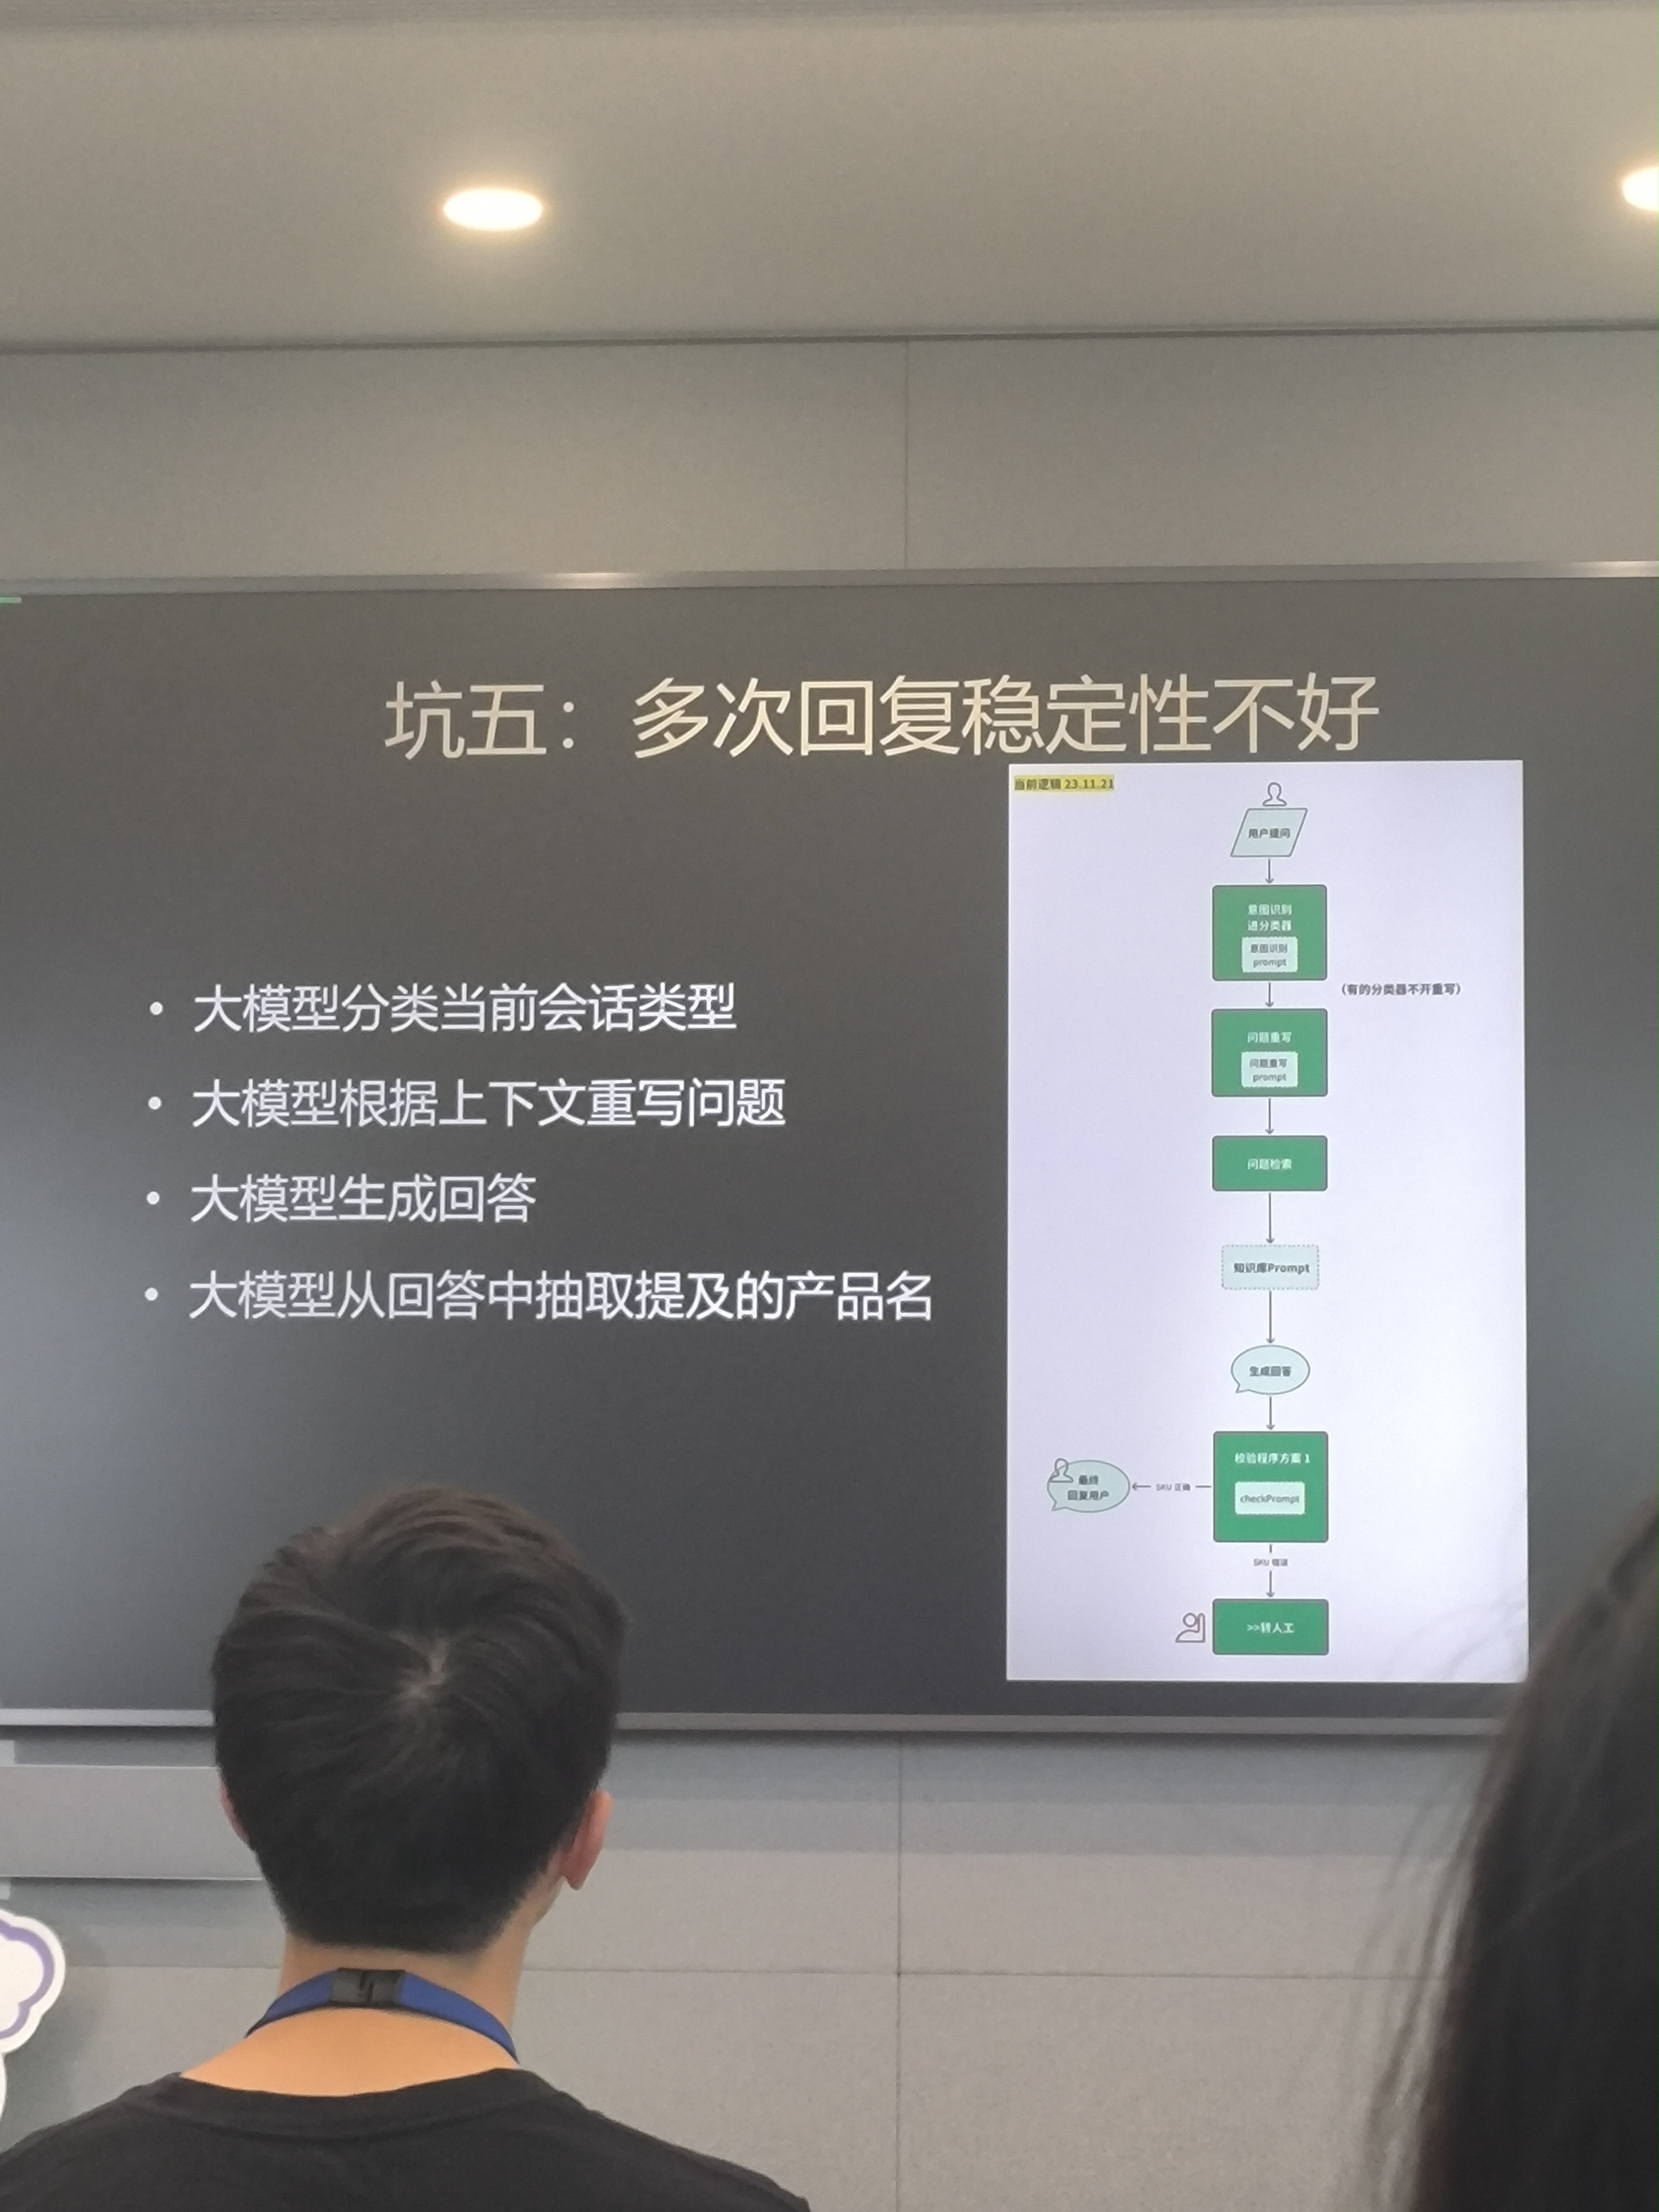 坑五：多次回复稳定性不好
• 大模型分类当前会话类型
• 大模型根据上下文重写问题
• 大模型生成回答
• 大模型从回答中抽取提及的产品名
当前逻辑 23.11.21
用户提问
意图识别
进分类器
意图识别
prompt
(有的分类器不开重写)
问题重写
问题重写
prompt
问题检索
知识库Prompt
生成回答
校验程序方案 1
checkPrompt
SKU 正确
最终
回复用户
SKU 错误
>>转人工